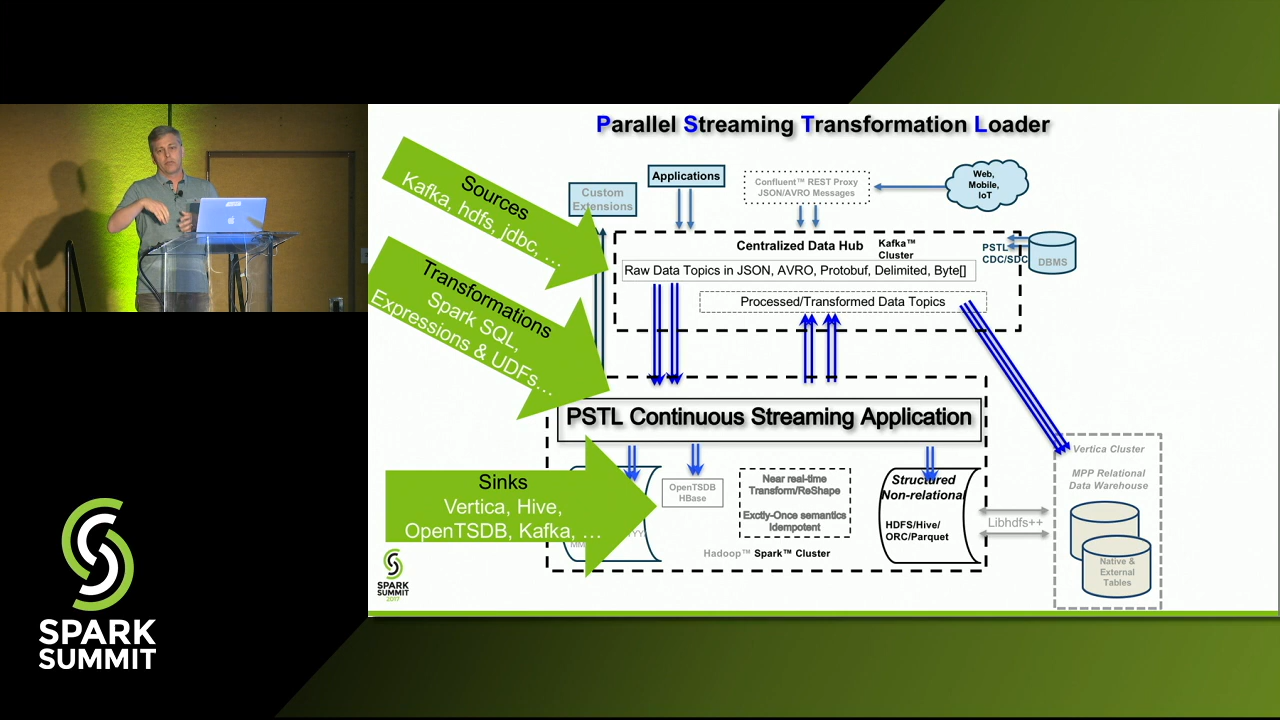 Parallel Streaming Transformation Loader
Sources
Kafka, hdfs, jdbc, …
Custom
Extensions
Applications
Confluent™ REST Proxy
JSON/AVRO Messages
Web,
Mobile,
IoT
Centralized Data Hub
Kafka™
Cluster
PSTL
CDC/SDC
DBMS
Raw Data Topics in JSON, AVRO, Protobuf, Delimited, Byte[]
Processed/Transformed Data Topics
Transformations
Spark SQL,
Expressions & UDFs…
PSTL Continuous Streaming Application
Sinks
Vertica, Hive,
OpenTSDB, Kafka, …
OpenTSDB
HBase
Near real-time
Transform/ReShape
Exctly-Once semantics
Idempotent
Structured
Non-relational
HDFS/Hive/
ORC/Parquet
Hadoop™ Spark™ Cluster
Libhdfs++
Vertica Cluster
MPP Relational
Data Warehouse
Native &
External
Tables
SPARK
SUMMIT
2017
SPARK
SUMMIT